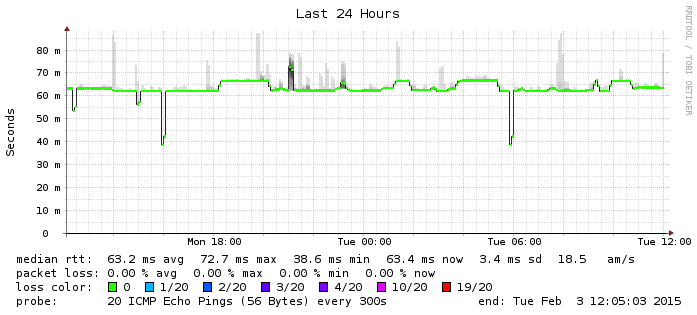 Last 24 Hours
RRDTOOL / TOBI OETIKER
Seconds
80 m
70 m
60 m
50 m
40 m
30 m
20 m
10 m
0
Mon 18:00 Tue 00:00 Tue 06:00 Tue 12:00
median rtt: 63.2 ms avg 72.7 ms max 38.6 ms min 63.4 ms now 3.4 ms sd 18.5 am/s
packet loss: 0.00 % avg 0.00 % max 0.00 % min 0.00 % now
loss color: 0 1/20 2/20 3/20 4/20 10/20 19/20
probe: 20 ICMP Echo Pings (56 Bytes) every 300s end: Tue Feb 3 12:05:03 2015